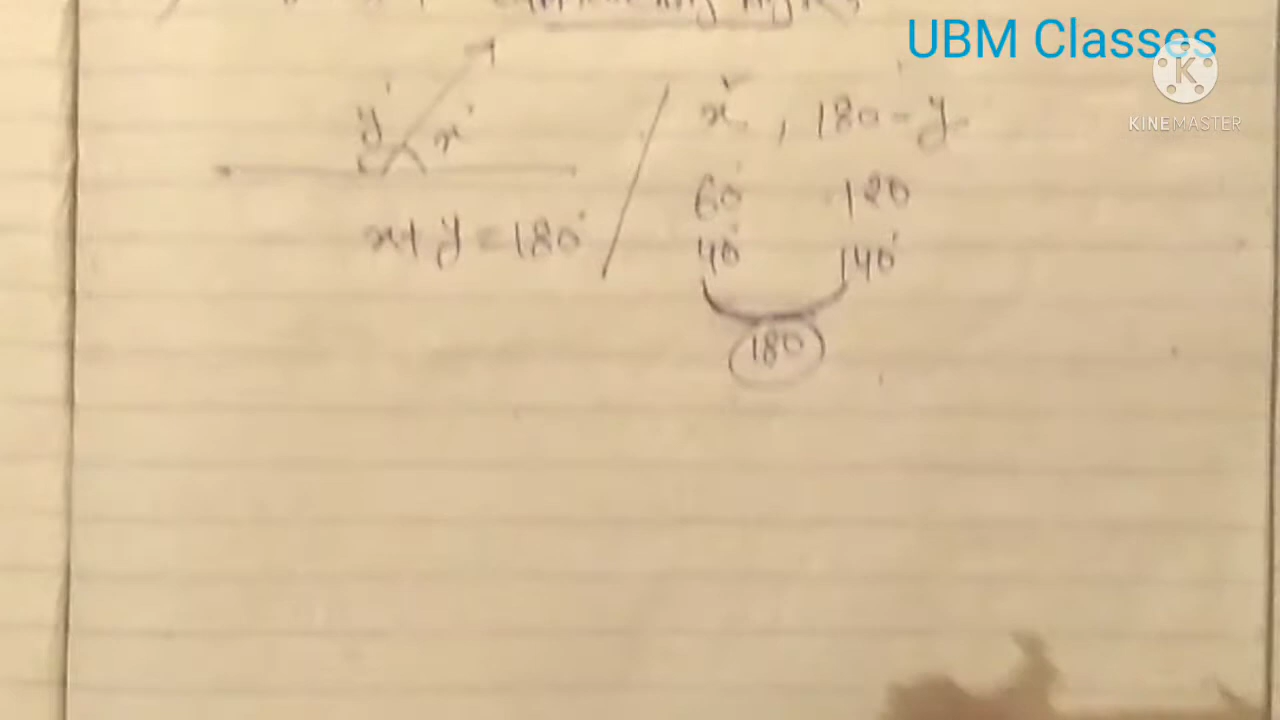 UBM Classes
K
KINEMASTER
y° x°
x+y=180°
x°, 180-y
60° 120
40° 140°
180